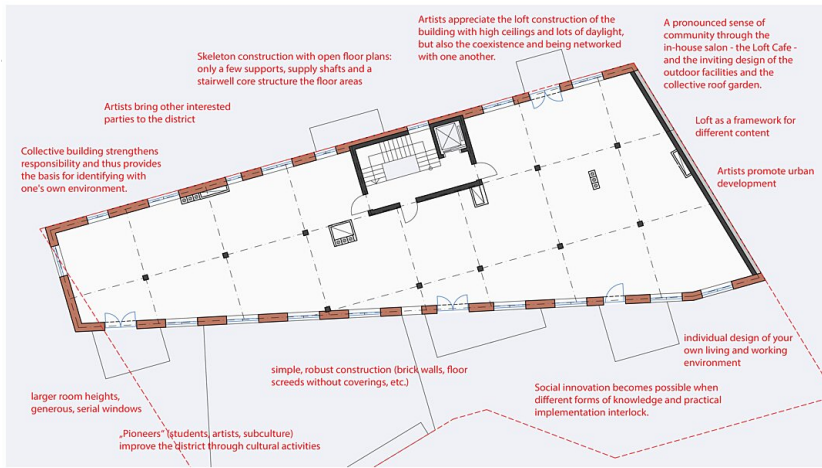 Artists appreciate the loft construction of the
building with high ceilings and lots of daylight,
but also the coexistence and being networked
with one another.
A pronounced sense of
community through the
in-house salon - the Loft Cafe -
and the inviting design of the
outdoor facilities and the
collective roof garden.
Skeleton construction with open floor plans:
only a few supports, supply shafts and a
stairwell core structure the floor areas
Artists bring other interested
parties to the district
Loft as a framework for
different content
Collective building strengthens
responsibility and thus provides
the basis for identifying with
one's own environment.
Artists promote urban
development
individual design of your
own living and working
environment
simple, robust construction (brick walls, floor
screeds without coverings, etc.)
larger room heights,
generous, serial windows
Social innovation becomes possible when
different forms of knowledge and practical
implementation interlock.
„Pioneers“ (students, artists, subculture)
improve the district through cultural activities